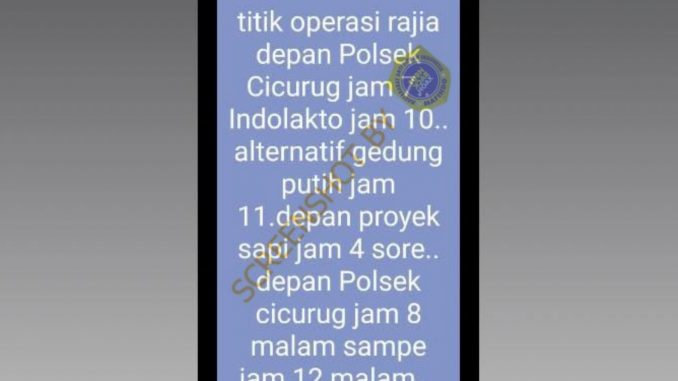 titik operasi rajia
depan Polsek
Cicurug jam 7
Indolakto jam 10..
alternatif gedung
putih jam
11.depan proyek
sapi jam 4 sore..
depan Polsek
cicurug jam 8
malam sampe
jam 12 malam
SCREENSHOT BY